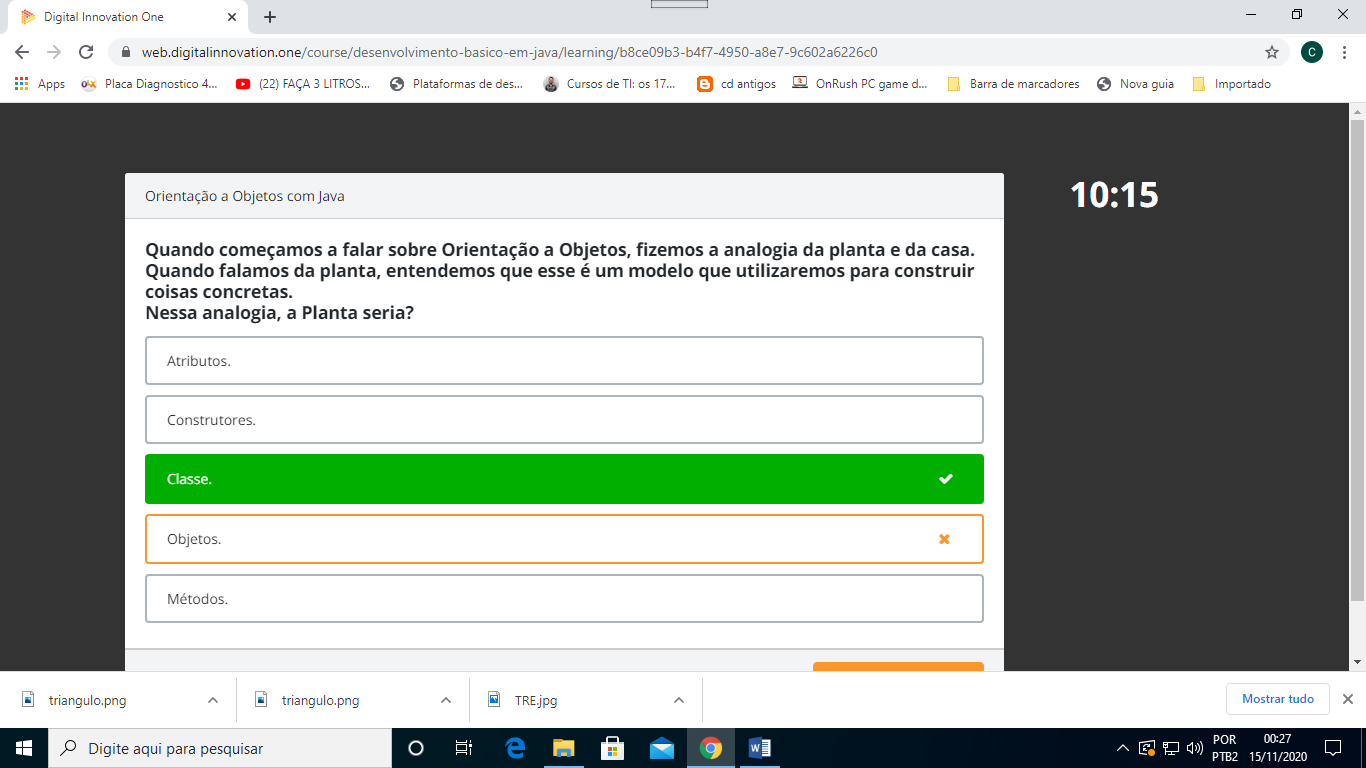 Digital Innovation One
web.digitalinnovation.one/course/desenvolvimento-basico-em-java/learning/b8ce09b3-b4f7-4950-a8e7-9c602a6226c0
C
Apps
Placa Diagnostico 4...
(22) FAÇA 3 LITROS...
Plataformas de des...
Cursos de TI: os 17...
cd antigos
OnRush PC game d...
Barra de marcadores
Nova guia
Importado
Orientação a Objetos com Java
10:15
Quando começamos a falar sobre Orientação a Objetos, fizemos a analogia da planta e da casa.
Quando falamos da planta, entendemos que esse é um modelo que utilizaremos para construir
coisas concretas.
Nessa analogia, a Planta seria?
Atributos.
Construtores.
Classe.
Objetos.
Métodos.
triangulo.png
triangulo.png
TRE.jpg
Mostrar tudo
Digite aqui para pesquisar
POR
PTB2
00:27
15/11/2020